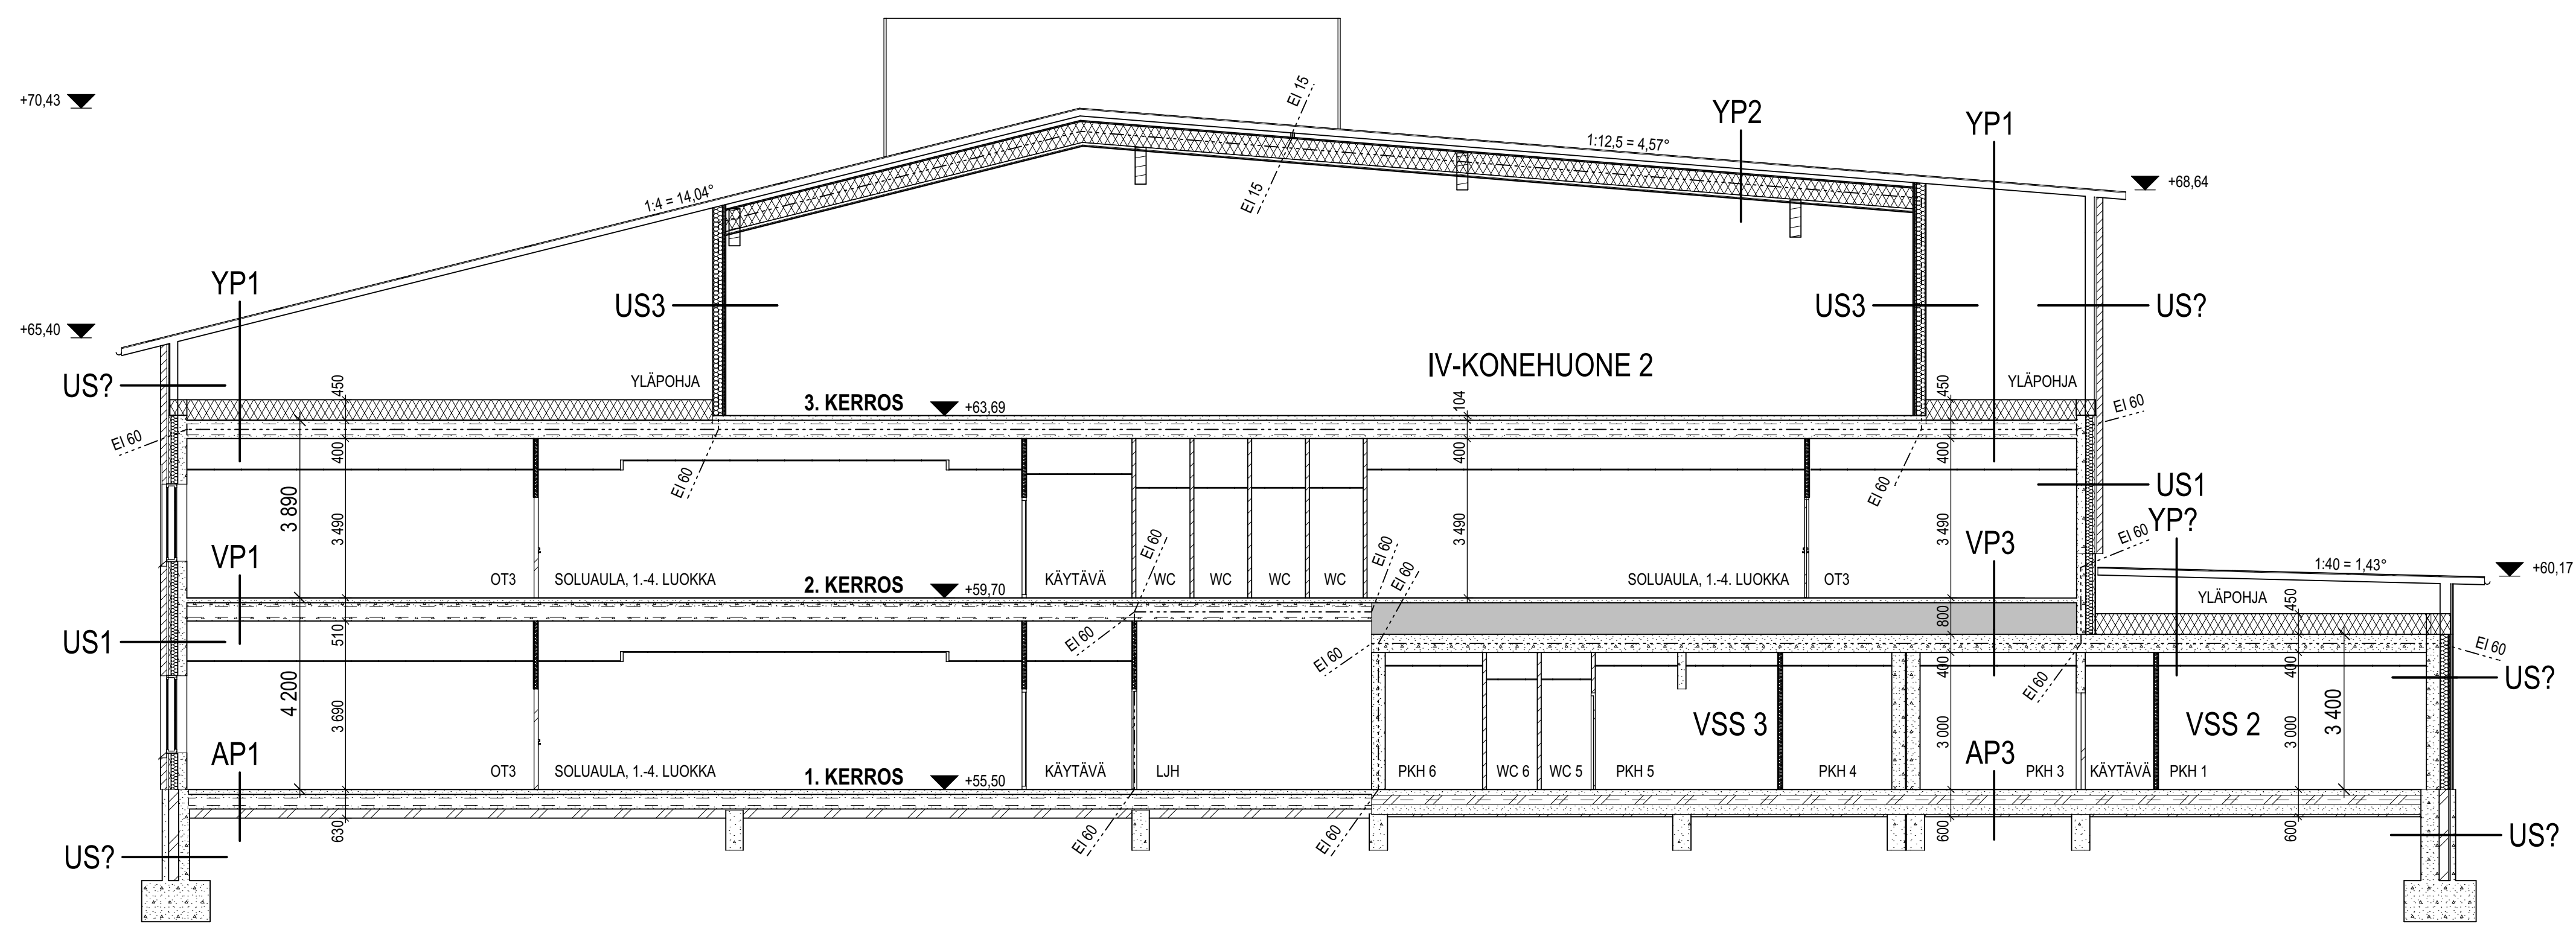 +70,43
EI 15
YP2
YP1
1:12,5 = 4,57°
1:4 = 14,04°
EI 15
+68,64
YP1
US3
US3
US?
+65,40
IV-KONEHUONE 2
US?
450
YLÄPOHJA
3. KERROS
+63,69
104
450
YLÄPOHJA
EI 60
EI 60
400
EI 60
400
400
EI 60
US1
3 890
3 490
3 490
3 490
YP?
VP1
EI 60
EI 60
EI 60
VP3
EI 60
1:40 = 1,43°
+60,17
OT3
SOLUAULA, 1.-4. LUOKKA
2. KERROS
+59,70
KÄYTÄVÄ
WC
WC
WC
WC
SOLUAULA, 1.-4. LUOKKA
OT3
YLÄPOHJA
450
US1
510
EI 60
800
EI 60
EI 60
400
400
US?
4 200
3 690
EI 60
VSS 3
3 000
VSS 2
3 000
3 400
AP1
AP3
OT3
SOLUAULA, 1.-4. LUOKKA
1. KERROS
+55,50
KÄYTÄVÄ
LJH
PKH 6
WC 6
WC 5
PKH 5
PKH 4
PKH 3
KÄYTÄVÄ
PKH 1
630
EI 60
EI 60
600
600
US?
US?